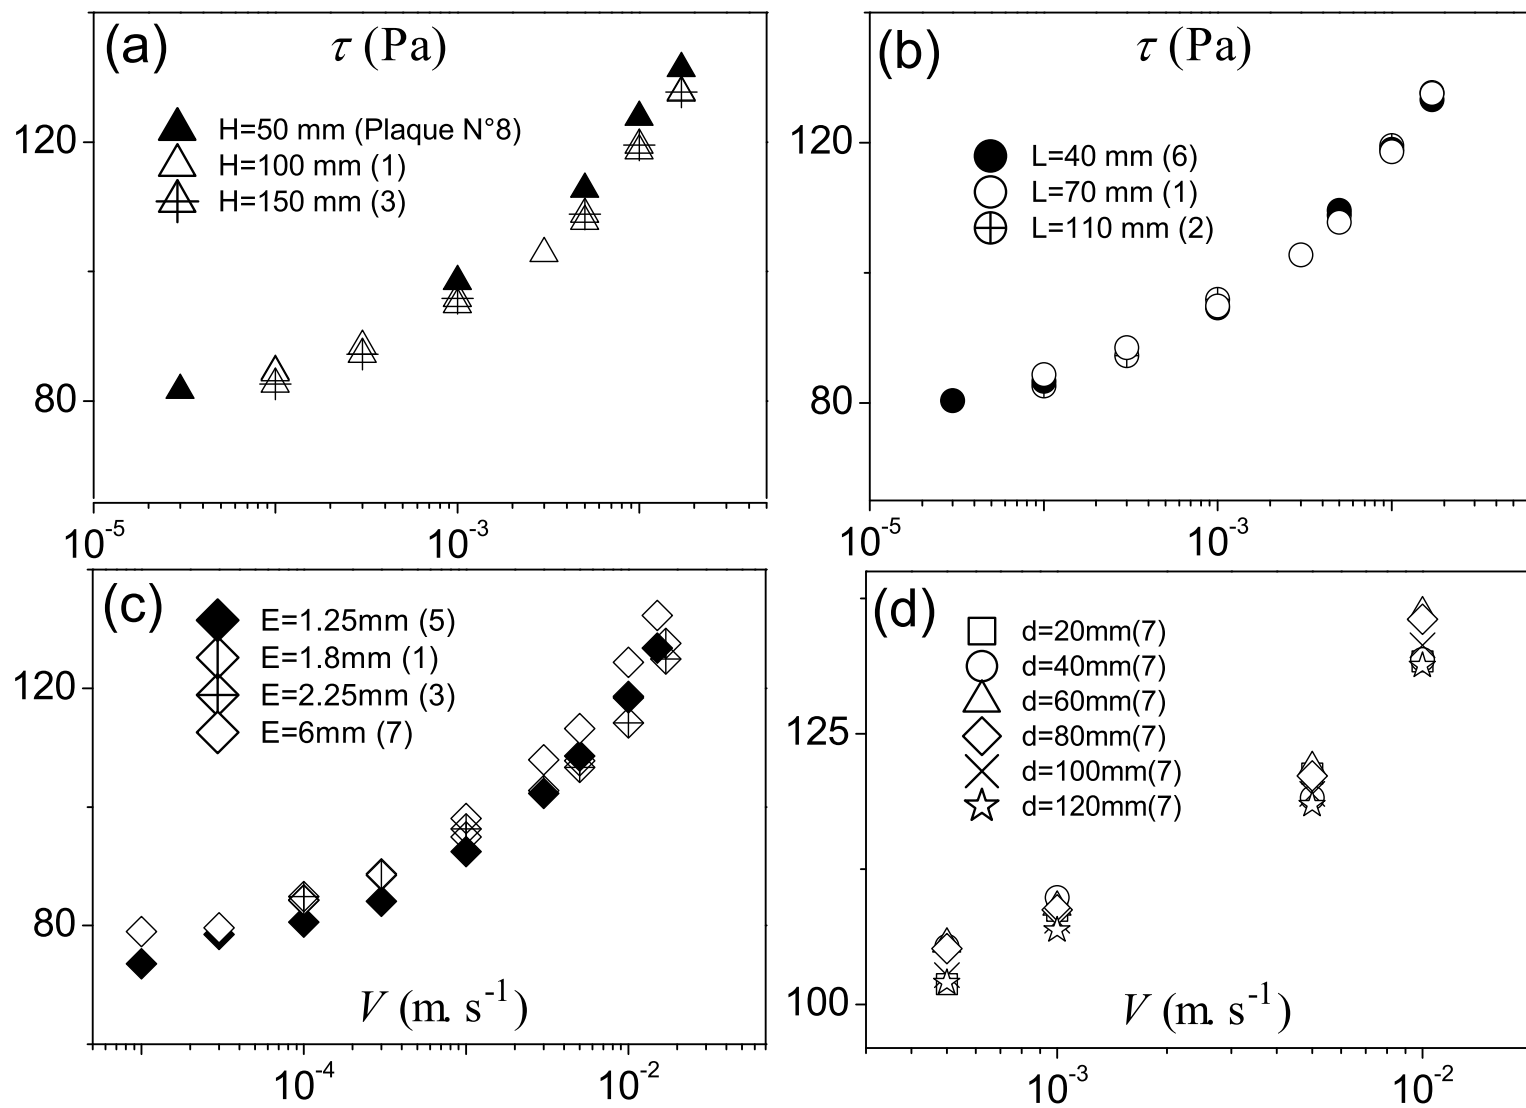 (a)
τ (Pa)
H=50 mm (Plaque N°8)
H=100 mm (1)
H=150 mm (3)
120
80
10⁻⁵
10⁻³
(b)
τ (Pa)
L=40 mm (6)
L=70 mm (1)
L=110 mm (2)
120
80
10⁻⁵
10⁻³
(c)
E=1.25mm (5)
E=1.8mm (1)
E=2.25mm (3)
E=6mm (7)
120
80
V (m. s⁻¹)
10⁻⁴
10⁻²
(d)
d=20mm(7)
d=40mm(7)
d=60mm(7)
d=80mm(7)
d=100mm(7)
d=120mm(7)
125
100
V (m. s⁻¹)
10⁻³
10⁻²